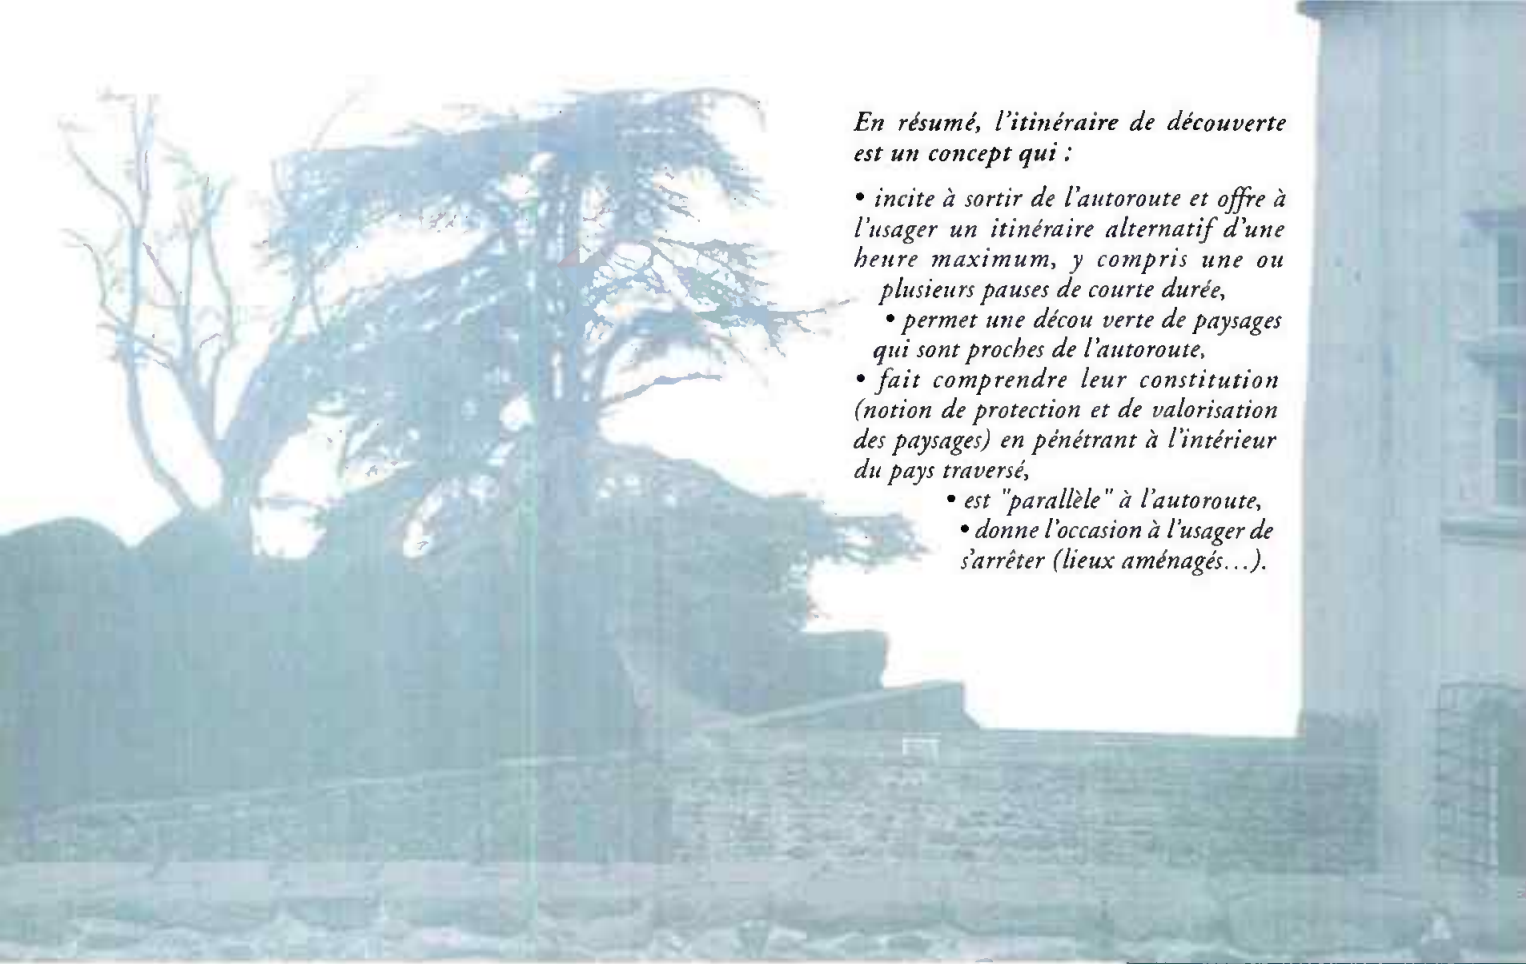 En résumé, l'itinéraire de découverte
est un concept qui :
• incite à sortir de l'autoroute et offre à
l'usager un itinéraire alternatif d'une
heure maximum, y compris une ou
plusieurs pauses de courte durée,
• permet une décou verte de paysages
qui sont proches de l'autoroute,
• fait comprendre leur constitution
(notion de protection et de valorisation
des paysages) en pénétrant à l'intérieur
du pays traversé,
• est "parallèle" à l'autoroute,
• donne l'occasion à l'usager de
s'arrêter (lieux aménagés...).